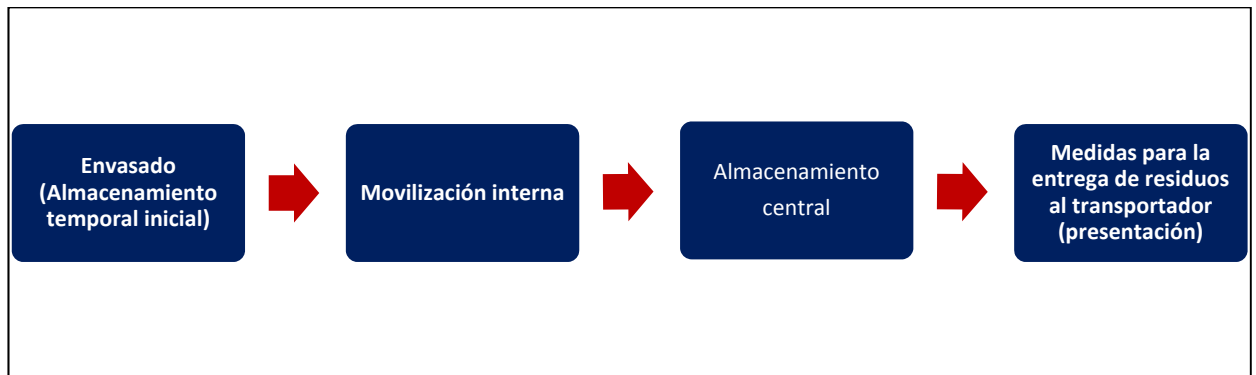 Envasado
(Almacenamiento
temporal inicial)
Movilización interna
Almacenamiento
central
Medidas para la
entrega de residuos
al transportador
(presentación)